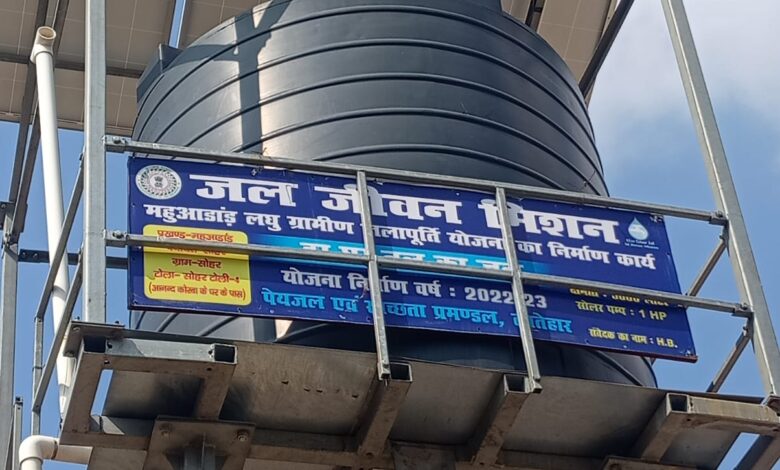 जल जीवन मिशन
महुआडांड़ लघु ग्रामीण जलापूर्ति योजना का निर्माण कार्य
प्रखण्ड-महुआडांड़
ग्राम-सोहर
टोला- सोहर टोली-1
(आनन्द कोरवा के घर के पास)
योजना निर्माण वर्ष : 2022-23
सोलर पम्प : 1 HP
पेयजल एवं स्वच्छता प्रमण्डल, लातेहार
संवेदक का नाम : H.B.